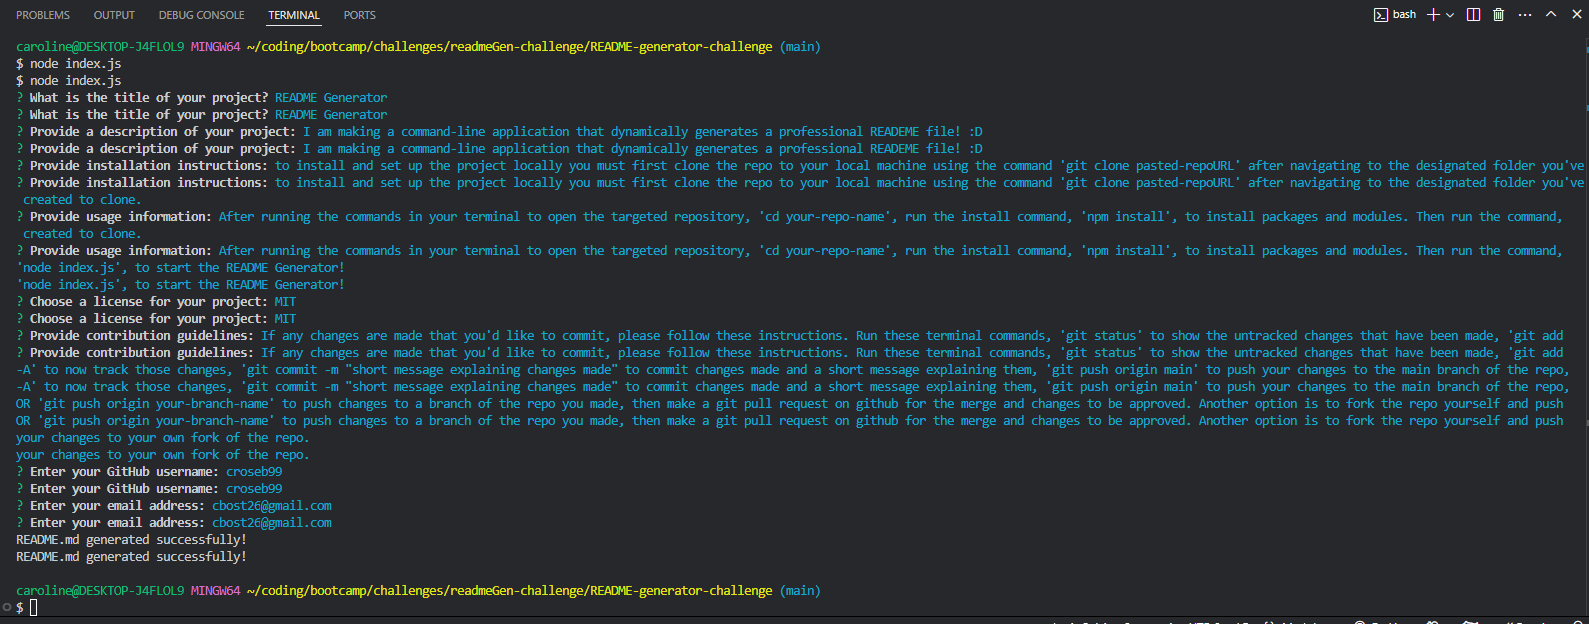 PROBLEMS OUTPUT DEBUG CONSOLE TERMINAL PORTS bash
caroline@DESKTOP-J4FLOL9 MINGW64 ~/coding/bootcamp/challenges/readmeGen-challenge/README-generator-challenge (main)
$ node index.js
$ node index.js
? What is the title of your project? README Generator
? What is the title of your project? README Generator
? Provide a description of your project: I am making a command-line application that dynamically generates a professional READEME file! :D
? Provide a description of your project: I am making a command-line application that dynamically generates a professional READEME file! :D
? Provide installation instructions: to install and set up the project locally you must first clone the repo to your local machine using the command 'git clone pasted-repoURL' after navigating to the designated folder you've
? Provide installation instructions: to install and set up the project locally you must first clone the repo to your local machine using the command 'git clone pasted-repoURL' after navigating to the designated folder you've
created to clone.
? Provide usage information: After running the commands in your terminal to open the targeted repository, 'cd your-repo-name', run the install command, 'npm install', to install packages and modules. Then run the command,
created to clone.
? Provide usage information: After running the commands in your terminal to open the targeted repository, 'cd your-repo-name', run the install command, 'npm install', to install packages and modules. Then run the command,
'node index.js', to start the README Generator!
'node index.js', to start the README Generator!
? Choose a license for your project: MIT
? Choose a license for your project: MIT
? Provide contribution guidelines: If any changes are made that you'd like to commit, please follow these instructions. Run these terminal commands, 'git status' to show the untracked changes that have been made, 'git add
? Provide contribution guidelines: If any changes are made that you'd like to commit, please follow these instructions. Run these terminal commands, 'git status' to show the untracked changes that have been made, 'git add
-A' to now track those changes, 'git commit -m "short message explaining changes made" to commit changes made and a short message explaining them, 'git push origin main' to push your changes to the main branch of the repo,
-A' to now track those changes, 'git commit -m "short message explaining changes made" to commit changes made and a short message explaining them, 'git push origin main' to push your changes to the main branch of the repo,
OR 'git push origin your-branch-name' to push changes to a branch of the repo you made, then make a git pull request on github for the merge and changes to be approved. Another option is to fork the repo yourself and push
OR 'git push origin your-branch-name' to push changes to a branch of the repo you made, then make a git pull request on github for the merge and changes to be approved. Another option is to fork the repo yourself and push
your changes to your own fork of the repo.
your changes to your own fork of the repo.
? Enter your GitHub username: croseb99
? Enter your GitHub username: croseb99
? Enter your email address: cbost26@gmail.com
? Enter your email address: cbost26@gmail.com
README.md generated successfully!
README.md generated successfully!
caroline@DESKTOP-J4FLOL9 MINGW64 ~/coding/bootcamp/challenges/readmeGen-challenge/README-generator-challenge (main)
$